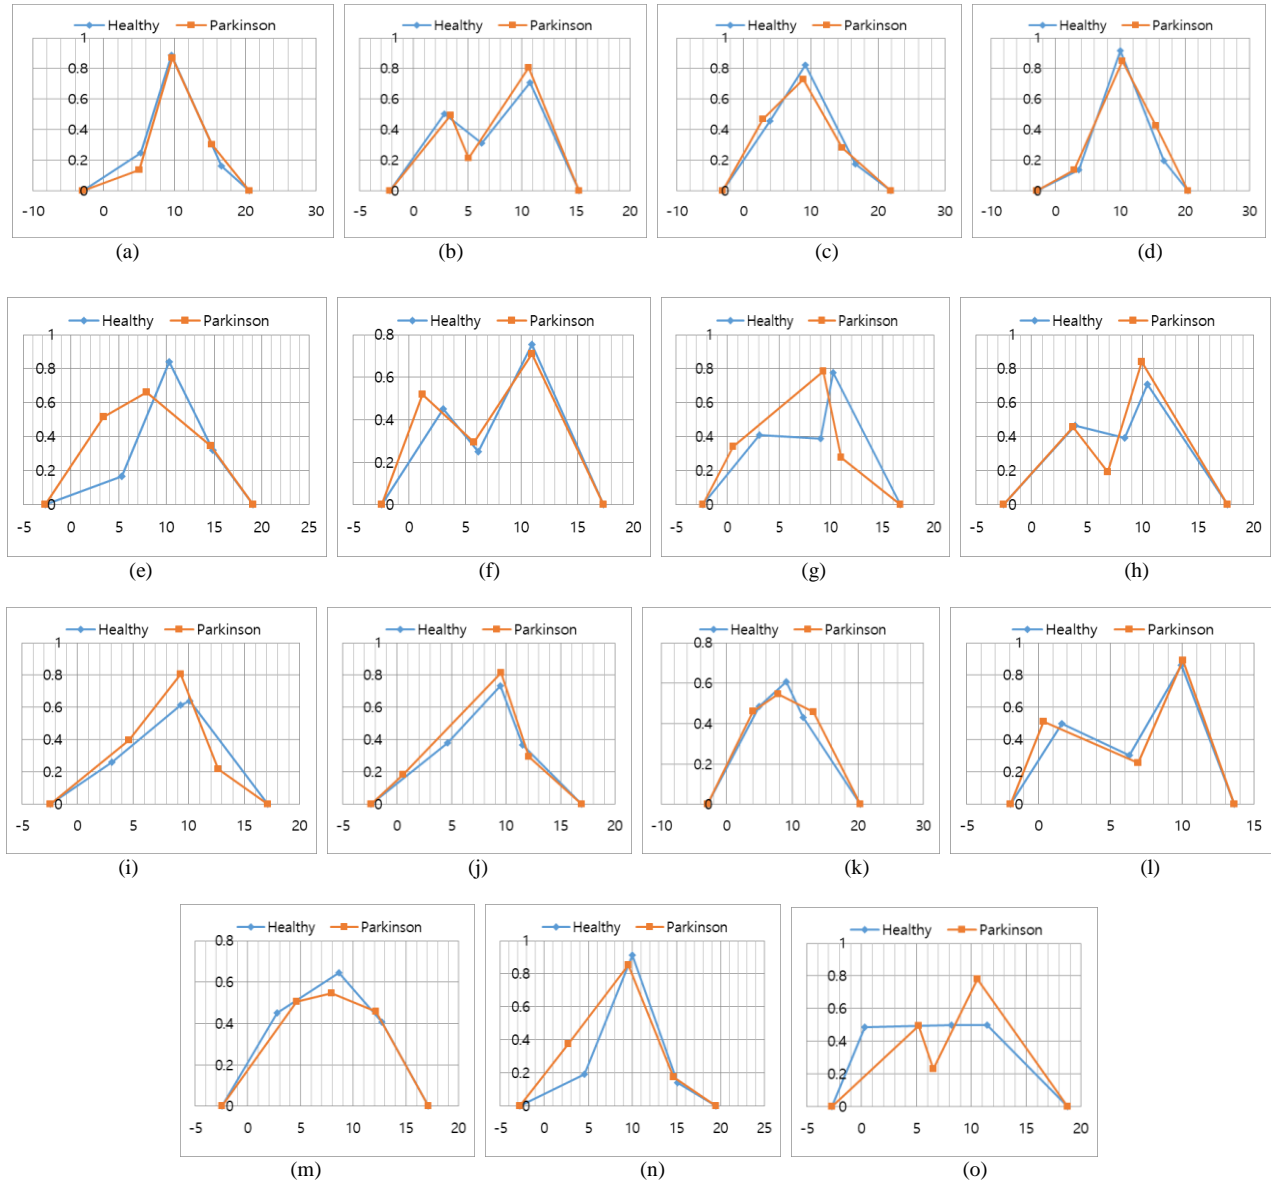 Healthy Parkinson Healthy Parkinson Healthy Parkinson Healthy Parkinson
1 1 1 1
0.8 0.8 0.8 0.8
0.6 0.6 0.6 0.6
0.4 0.4 0.4 0.4
0.2 0.2 0.2 0.2
0 0 0 0
-10 0 10 20 30 -5 0 5 10 15 20 -10 0 10 20 30 -10 0 10 20 30
(a) (b) (c) (d)
Healthy Parkinson Healthy Parkinson Healthy Parkinson Healthy Parkinson
1 0.8 1 1
0.8 0.6 0.8 0.8
0.6 0.4 0.6 0.6
0.4 0.2 0.4 0.4
0.2 0 0.2 0.2
0 0 0
-5 0 5 10 15 20 25 -5 0 5 10 15 20 -5 0 5 10 15 20 -5 0 5 10 15 20
(e) (f) (g) (h)
Healthy Parkinson Healthy Parkinson Healthy Parkinson Healthy Parkinson
1 1 0.8 1
0.8 0.8 0.6 0.8
0.6 0.6 0.4 0.6
0.4 0.4 0.2 0.4
0.2 0.2 0 0.2
0 0 0
-5 0 5 10 15 20 -5 0 5 10 15 20 -10 0 10 20 30 -5 0 5 10 15
(i) (j) (k) (l)
Healthy Parkinson Healthy Parkinson Healthy Parkinson
0.8 1 1
0.6 0.8 0.8
0.4 0.6 0.6
0.2 0.4 0.4
0 0.2 0.2
0 0
-5 0 5 10 15 20 -5 0 5 10 15 20 25 -5 0 5 10 15 20
(m) (n) (o)